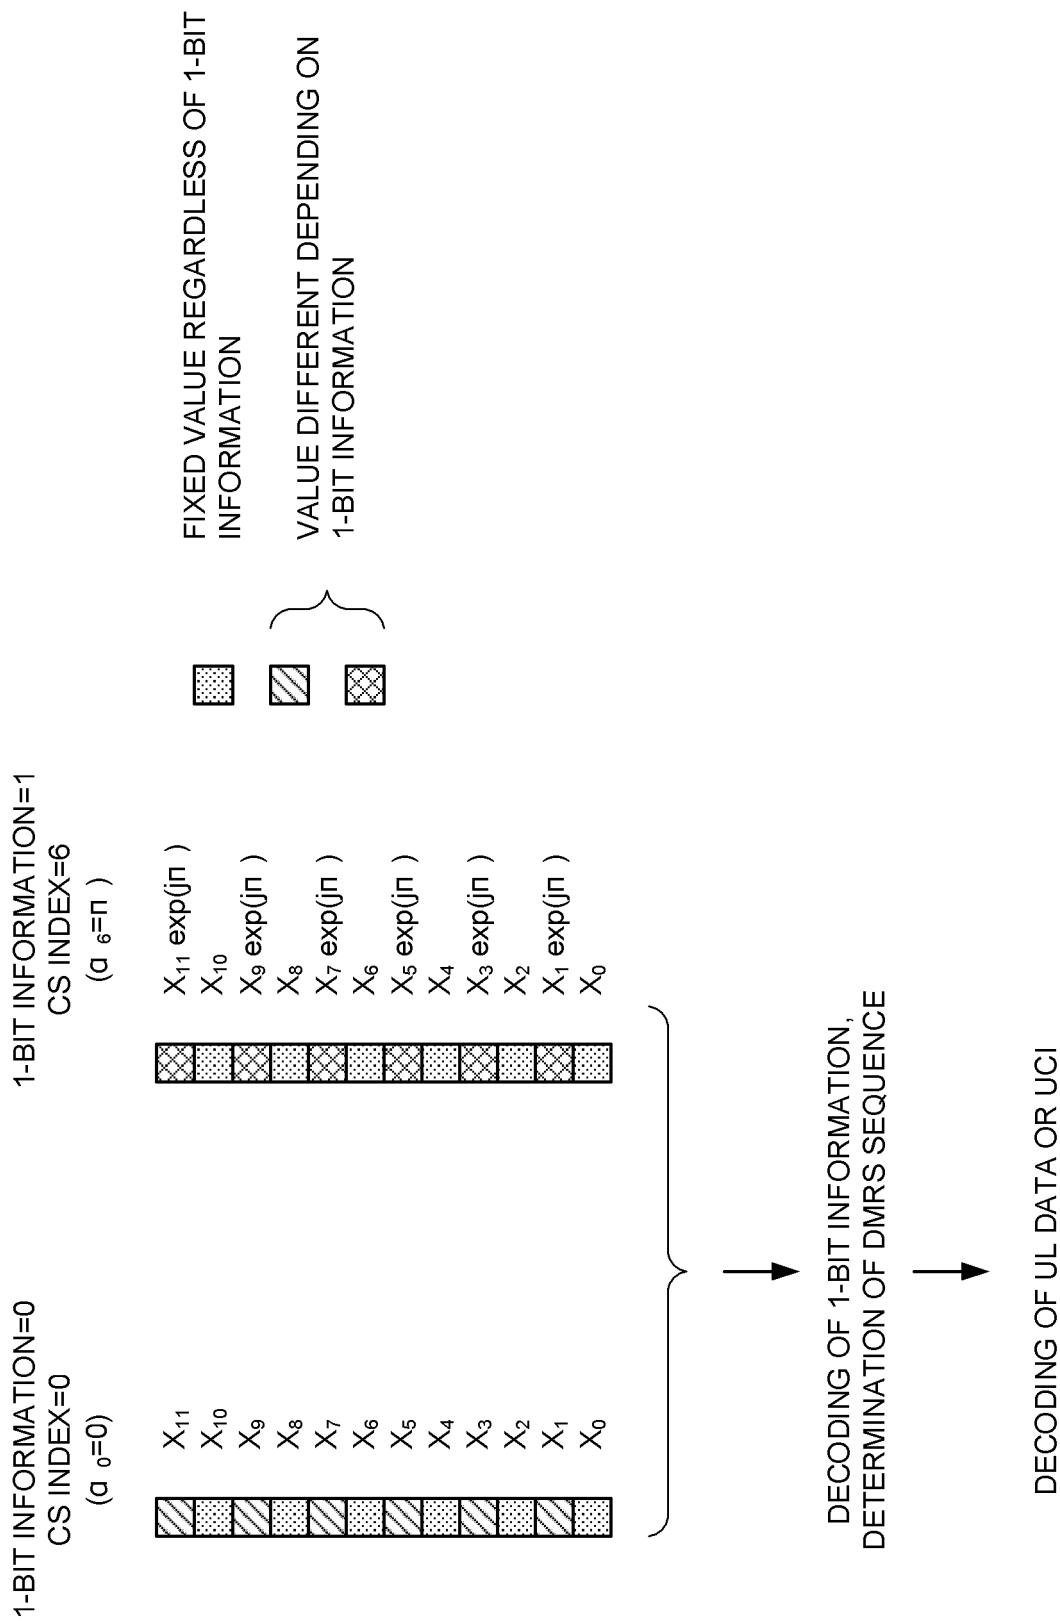 1-BIT INFORMATION=0
CS INDEX=0
(α 0=0)
X11
X10
X9
X8
X7
X6
X5
X4
X3
X2
X1
X0
1-BIT INFORMATION=1
CS INDEX=6
(α 6=π )
X11 exp(jπ )
X10
X9 exp(jπ )
X8
X7 exp(jπ )
X6
X5 exp(jπ )
X4
X3 exp(jπ )
X2
X1 exp(jπ )
X0
FIXED VALUE REGARDLESS OF 1-BIT
INFORMATION
VALUE DIFFERENT DEPENDING ON
1-BIT INFORMATION
DECODING OF 1-BIT INFORMATION,
DETERMINATION OF DMRS SEQUENCE
DECODING OF UL DATA OR UCI